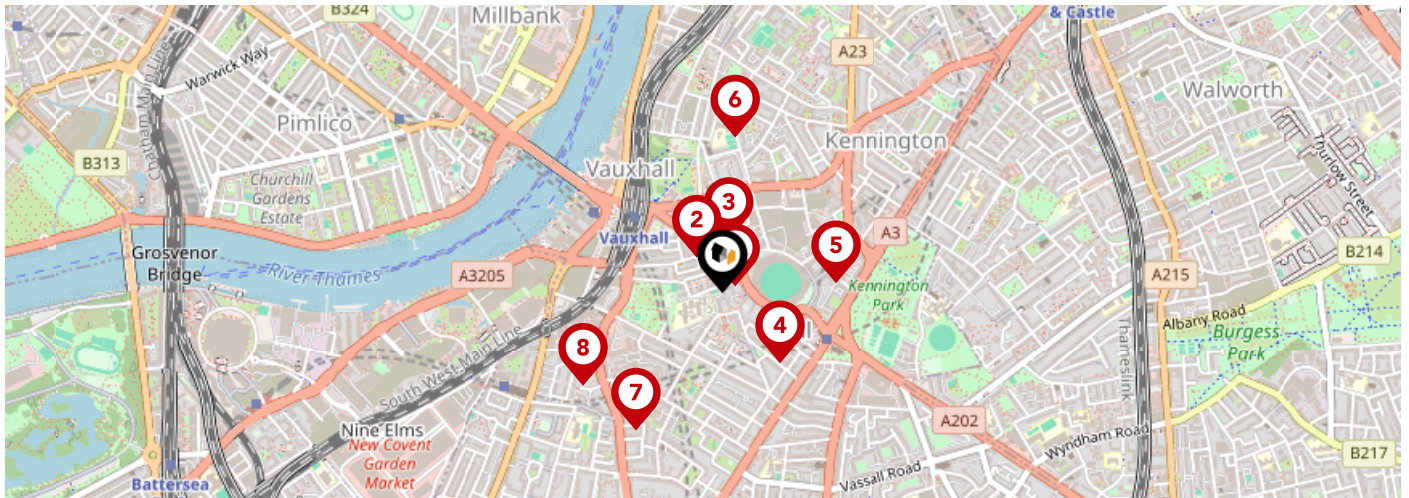 B324
Millbank
& Castle
Chatham Main Line
Warwick Way
A23
6
Walworth
Pimlico
Kennington
B313
Thurlow Street
Vauxhall
Churchill
Gardens
Estate
3
2
Vauxhall
5
A3
B214
Grosvenor
Bridge
River Thames
A3205
A215
Kennington
Park
4
Albany Road
Burgess
Park
South West Main Line
8
Thameslink
7
A202
Nine Elms
New Covent
Garden
Market
Wyndham Road
B217
Vassall Road
Battersea